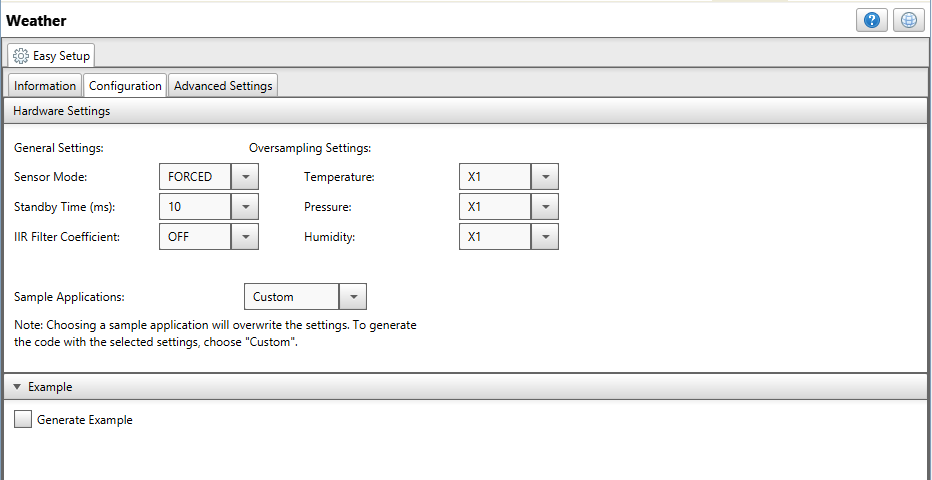 Weather
?
Easy Setup
Information Configuration Advanced Settings
Hardware Settings
General Settings: Oversampling Settings:
Sensor Mode: FORCED Temperature: X1
Standby Time (ms): 10 Pressure: X1
IIR Filter Coefficient: OFF Humidity: X1
Sample Applications: Custom
Note: Choosing a sample application will overwrite the settings. To generate
the code with the selected settings, choose "Custom".
Example
Generate Example